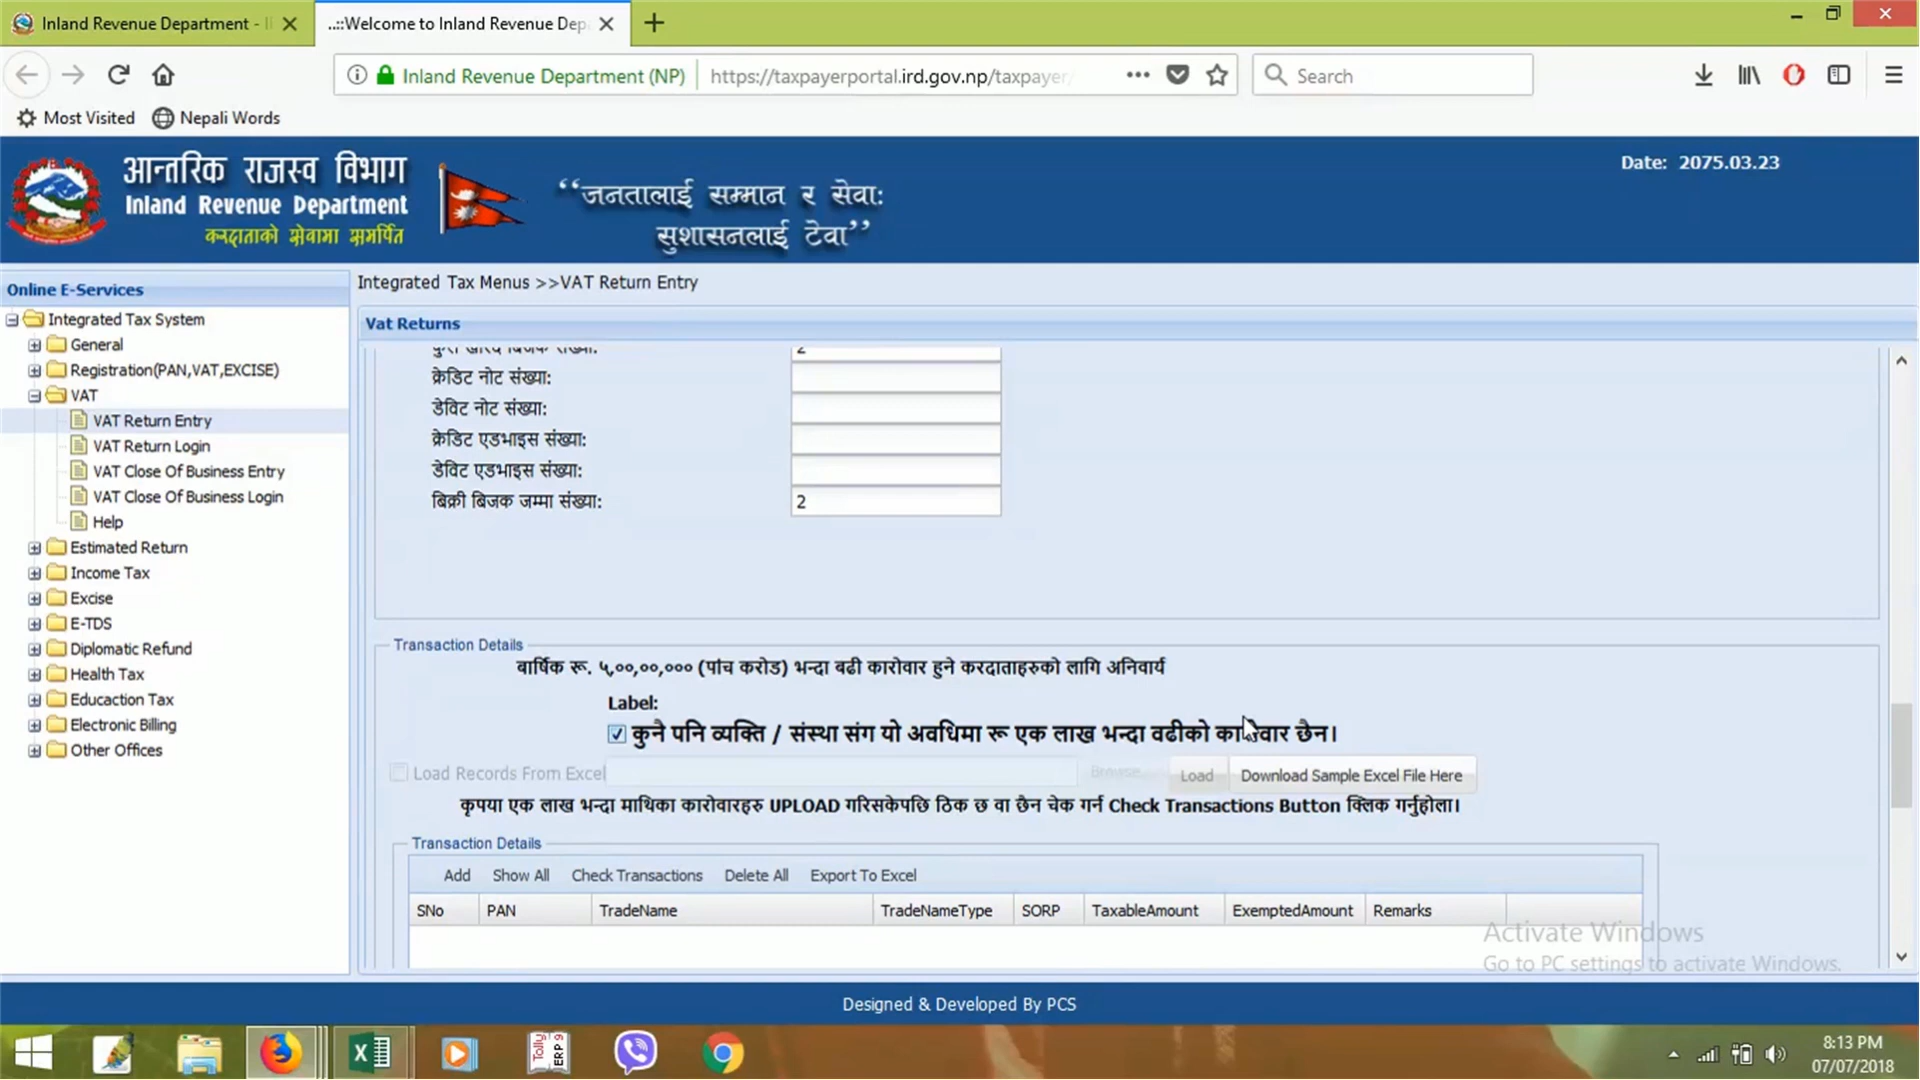 Inland Revenue Department - li
..::Welcome to Inland Revenue Dep
Inland Revenue Department (NP)
https://taxpayerportal.ird.gov.np/taxpayer/
Search
Most Visited
Nepali Words
आन्तरिक राजस्व विभाग
Inland Revenue Department
करदाताको सेवामा समर्पित
“जनतालाई सम्मान र सेवा:
सुशासनलाई टेवा”
Date: 2075.03.23
Online E-Services
Integrated Tax System
General
Registration(PAN,VAT,EXCISE)
VAT
VAT Return Entry
VAT Return Login
VAT Close Of Business Entry
VAT Close Of Business Login
Help
Estimated Return
Income Tax
Excise
E-TDS
Diplomatic Refund
Health Tax
Educaction Tax
Electronic Billing
Other Offices
Integrated Tax Menus >>VAT Return Entry
Vat Returns
2
क्रेडिट नोट संख्या:
डेविट नोट संख्या:
क्रेडिट एडभाइस संख्या:
डेविट एडभाइस संख्या:
बिक्री बिजक जम्मा संख्या:
2
Transaction Details
बार्षिक रू. ५,००,००,००० (पांच करोड) भन्दा बढी कारोवार हुने करदाताहरुको लागि अनिवार्य
Label:
कुनै पनि व्यक्ति / संस्था संग यो अवधिमा रू एक लाख भन्दा वढीको कारोवार छैन।
Load Records From Excel
Browse...
Load
Download Sample Excel File Here
कृपया एक लाख भन्दा माथिका कारोवारहरु UPLOAD गरिसकेपछि ठिक छ वा छैन चेक गर्न Check Transactions Button क्लिक गर्नुहोला।
Transaction Details
Add Show All Check Transactions Delete All Export To Excel
SNo PAN TradeName TradeNameType SORP TaxableAmount ExemptedAmount Remarks
Activate Windows
Go to PC settings to activate Windows.
Designed & Developed By PCS
Tally
ERP 9
8:13 PM
07/07/2018